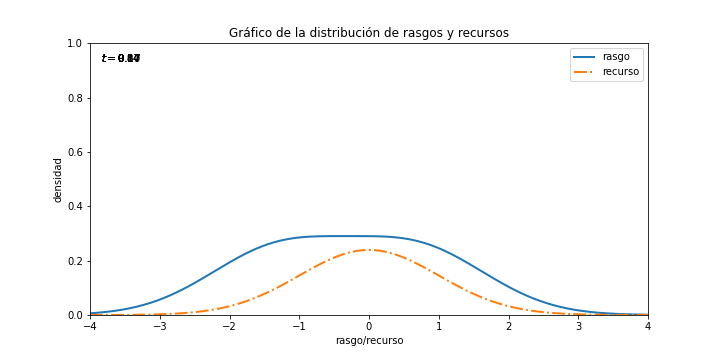 Gráfico de la distribución de rasgos y recursos
1.0
0.8
0.6
0.4
0.2
0.0
densidad
t =
rasgo
recurso
−4
−3
−2
−1
0
1
2
3
4
rasgo/recurso